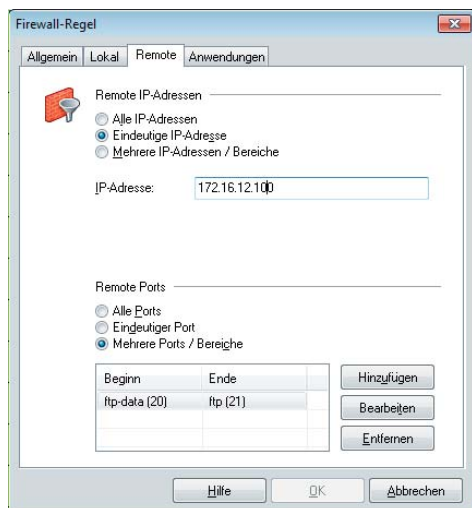 Firewall-Regel
Allgemein Lokal Remote Anwendungen
Remote IP-Adressen
Alle IP-Adressen
Eindeutige IP-Adresse
Mehrere IP-Adressen / Bereiche
IP-Adresse: 172.16.12.100
Remote Ports
Alle Ports
Eindeutiger Port
Mehrere Ports / Bereiche
Beginn Ende Hinzufügen
ftp-data (20) ftp (21) Bearbeiten
Entfernen
Hilfe OK Abbrechen